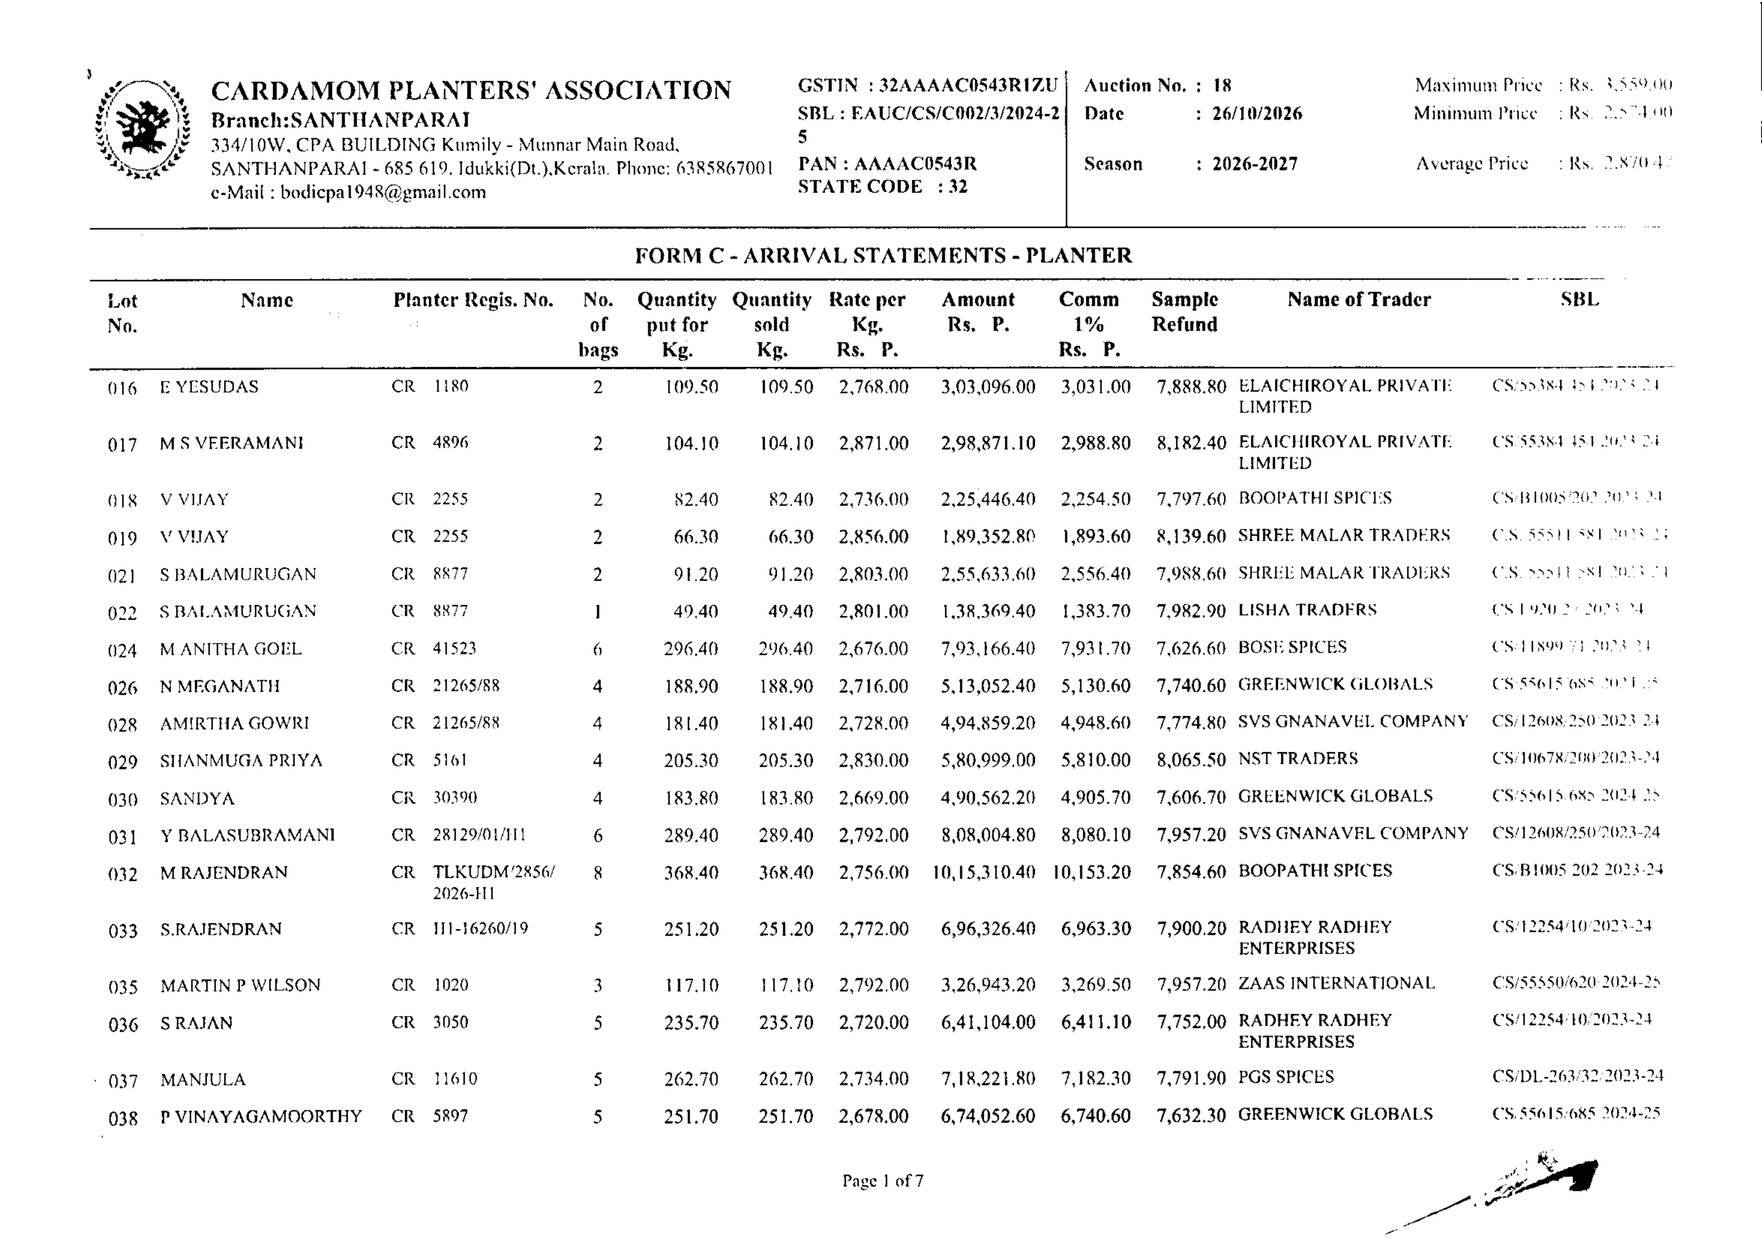 CARDAMOM PLANTERS' ASSOCIATION
Branch:SANTHANPARAI
334/10W, CPA BUILDING Kumily - Munnar Main Road,
SANTHANPARAI - 685 619. Idukki(Dt.),Kerala. Phone: 6385867001
e-Mail : bodicpa1948@gmail.com
GSTIN : 32AAAAC0543R1ZU
SBL : EAUC/CS/C002/3/2024-2
5
PAN : AAAAC0543R
STATE CODE : 32
Auction No. : 18
Date : 26/10/2026
Season : 2026-2027
Maximum Price : Rs. 3,559.00
Minimum Price : Rs. 2,574.00
Average Price : Rs.
FORM C - ARRIVAL STATEMENTS - PLANTER
Lot Name Planter Regis. No. No. Quantity Quantity Rate per Amount Comm Sample Name of Trader SBL
No. of put for sold Kg. Rs. P. 1% Refund
bags Kg. Kg. Rs. P. Rs. P.
016 E YESUDAS CR 1180 2 109.50 109.50 2,768.00 3,03,096.00 3,031.00 7,888.80 ELAICHIROYAL PRIVATE
LIMITED
017 M S VEERAMANI CR 4896 2 104.10 104.10 2,871.00 2,98,871.10 2,988.80 8,182.40 ELAICHIROYAL PRIVATE
LIMITED
018 V VIJAY CR 2255 2 82.40 82.40 2,736.00 2,25,446.40 2,254.50 7,797.60 BOOPATHI SPICES
019 V VIJAY CR 2255 2 66.30 66.30 2,856.00 1,89,352.80 1,893.60 8,139.60 SHREE MALAR TRADERS
021 S BALAMURUGAN CR 8877 2 91.20 91.20 2,803.00 2,55,633.60 2,556.40 7,988.60 SHREE MALAR TRADERS
022 S BALAMURUGAN CR 8877 1 49.40 49.40 2,801.00 1,38,369.40 1,383.70 7,982.90 LISHA TRADERS
024 M ANITHA GOEL CR 41523 6 296.40 296.40 2,676.00 7,93,166.40 7,931.70 7,626.60 BOSE SPICES
026 N MEGANATH CR 21265/88 4 188.90 188.90 2,716.00 5,13,052.40 5,130.60 7,740.60 GREENWICK GLOBALS
028 AMIRTHA GOWRI CR 21265/88 4 181.40 181.40 2,728.00 4,94,859.20 4,948.60 7,774.80 SVS GNANAVEL COMPANY CS/12608/250/2023-24
029 SHANMUGA PRIYA CR 5161 4 205.30 205.30 2,830.00 5,80,999.00 5,810.00 8,065.50 NST TRADERS CS/10678/200/2023-24
030 SANDYA CR 30390 4 183.80 183.80 2,669.00 4,90,562.20 4,905.70 7,606.70 GREENWICK GLOBALS CS/55615/685/2024-25
031 Y BALASUBRAMANI CR 28129/01/H1 6 289.40 289.40 2,792.00 8,08,004.80 8,080.10 7,957.20 SVS GNANAVEL COMPANY CS/12608/250/2023-24
032 M RAJENDRAN CR TLKUDM/2856/ 8 368.40 368.40 2,756.00 10,15,310.40 10,153.20 7,854.60 BOOPATHI SPICES CS/B1005/202/2023-24
2026-H1
033 S.RAJENDRAN CR H1-16260/19 5 251.20 251.20 2,772.00 6,96,326.40 6,963.30 7,900.20 RADHEY RADHEY CS/12254/10/2023-24
ENTERPRISES
035 MARTIN P WILSON CR 1020 3 117.10 117.10 2,792.00 3,26,943.20 3,269.50 7,957.20 ZAAS INTERNATIONAL CS/55550/620/2024-25
036 S RAJAN CR 3050 5 235.70 235.70 2,720.00 6,41,104.00 6,411.10 7,752.00 RADHEY RADHEY CS/12254/10/2023-24
ENTERPRISES
037 MANJULA CR 11610 5 262.70 262.70 2,734.00 7,18,221.80 7,182.30 7,791.90 PGS SPICES CS/DL-263/32/2023-24
038 P VINAYAGAMOORTHY CR 5897 5 251.70 251.70 2,678.00 6,74,052.60 6,740.60 7,632.30 GREENWICK GLOBALS CS/55615/685/2024-25
Page 1 of 7